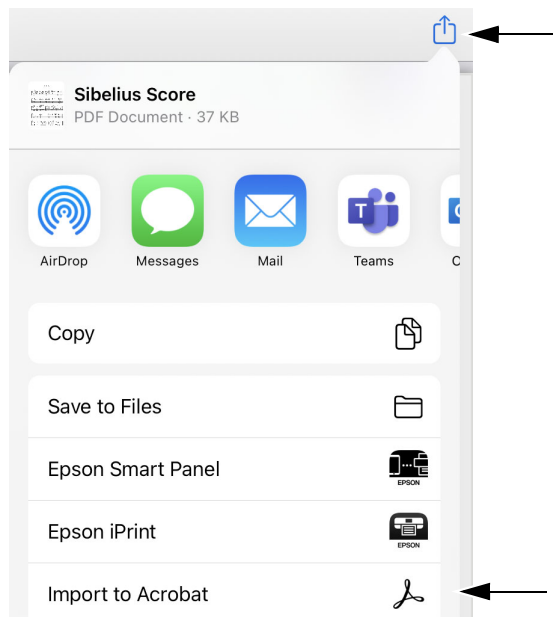 Sibelius Score
PDF Document · 37 KB
T
AirDrop
Messages
Mail
Teams
Copy
Save to Files
Epson Smart Panel
EPSON
Epson iPrint
EPSON
Import to Acrobat